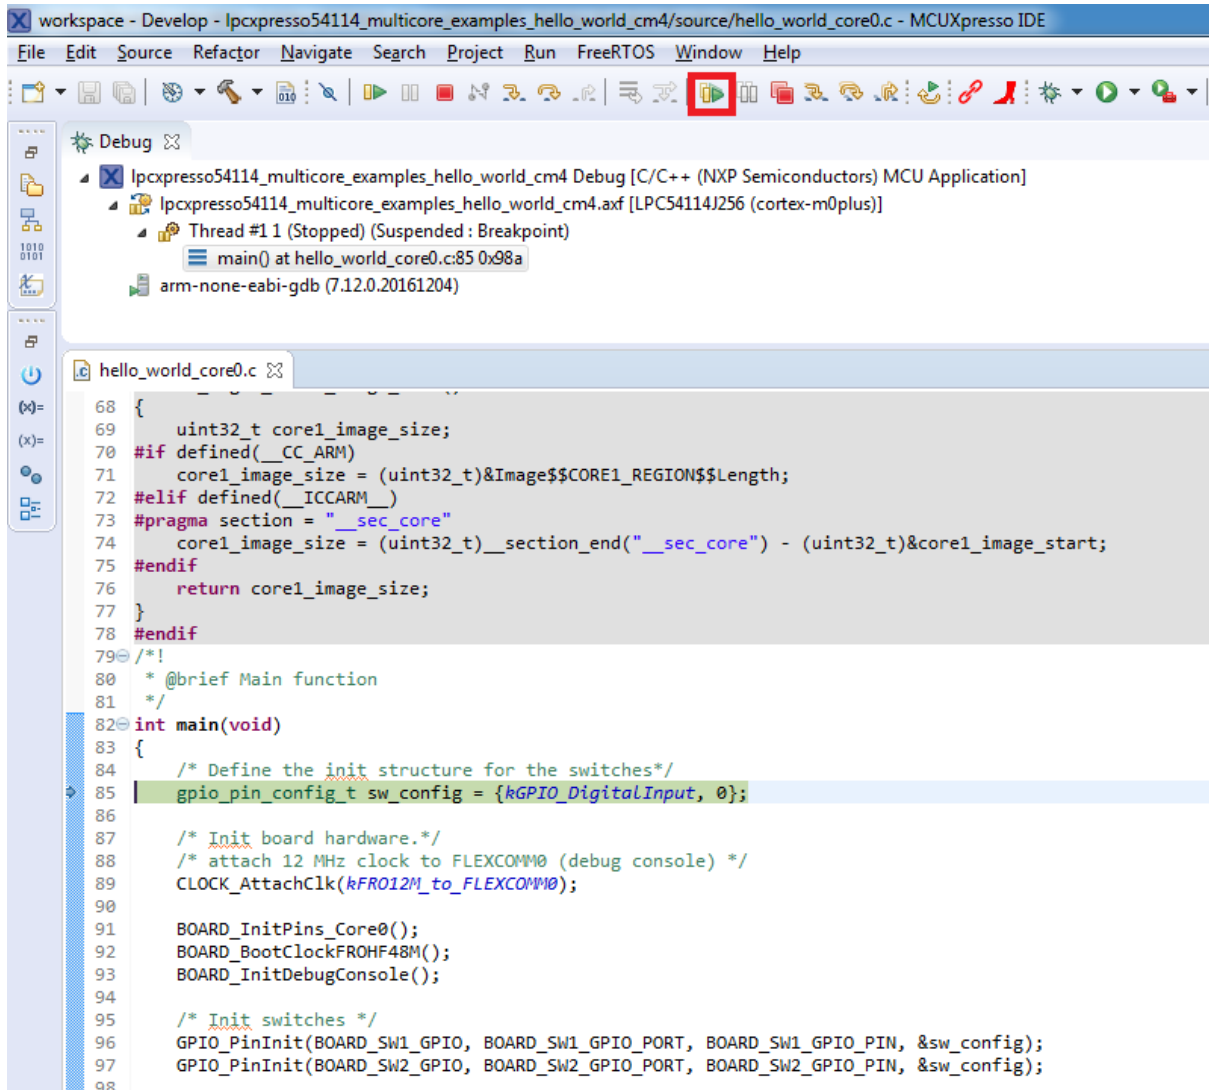 workspace - Develop - lpcxpresso54114_multicore_examples_hello_world_cm4/source/hello_world_core0.c - MCUXpresso IDE
File Edit Source Refactor Navigate Search Project Run FreeRTOS Window Help
Debug
lpcxpresso54114_multicore_examples_hello_world_cm4 Debug [C/C++ (NXP Semiconductors) MCU Application]
lpcxpresso54114_multicore_examples_hello_world_cm4.axf [LPC54114J256 (cortex-m0plus)]
Thread #1 1 (Stopped) (Suspended : Breakpoint)
main() at hello_world_core0.c:85 0x98a
arm-none-eabi-gdb (7.12.0.20161204)
hello_world_core0.c
68 {
69     uint32_t core1_image_size;
70 #if defined(__CC_ARM)
71     core1_image_size = (uint32_t)&Image$$CORE1_REGION$$Length;
72 #elif defined(__ICCARM__)
73 #pragma section = "__sec_core"
74     core1_image_size = (uint32_t)__section_end("__sec_core") - (uint32_t)&core1_image_start;
75 #endif
76     return core1_image_size;
77 }
78 #endif
79 /*!
80  * @brief Main function
81  */
82 int main(void)
83 {
84     /* Define the init structure for the switches*/
85     gpio_pin_config_t sw_config = {kGPIO_DigitalInput, 0};
86
87     /* Init board hardware.*/
88     /* attach 12 MHz clock to FLEXCOMM0 (debug console) */
89     CLOCK_AttachClk(kFRO12M_to_FLEXCOMM0);
90
91     BOARD_InitPins_Core0();
92     BOARD_BootClockFROHF48M();
93     BOARD_InitDebugConsole();
94
95     /* Init switches */
96     GPIO_PinInit(BOARD_SW1_GPIO, BOARD_SW1_GPIO_PORT, BOARD_SW1_GPIO_PIN, &sw_config);
97     GPIO_PinInit(BOARD_SW2_GPIO, BOARD_SW2_GPIO_PORT, BOARD_SW2_GPIO_PIN, &sw_config);
98